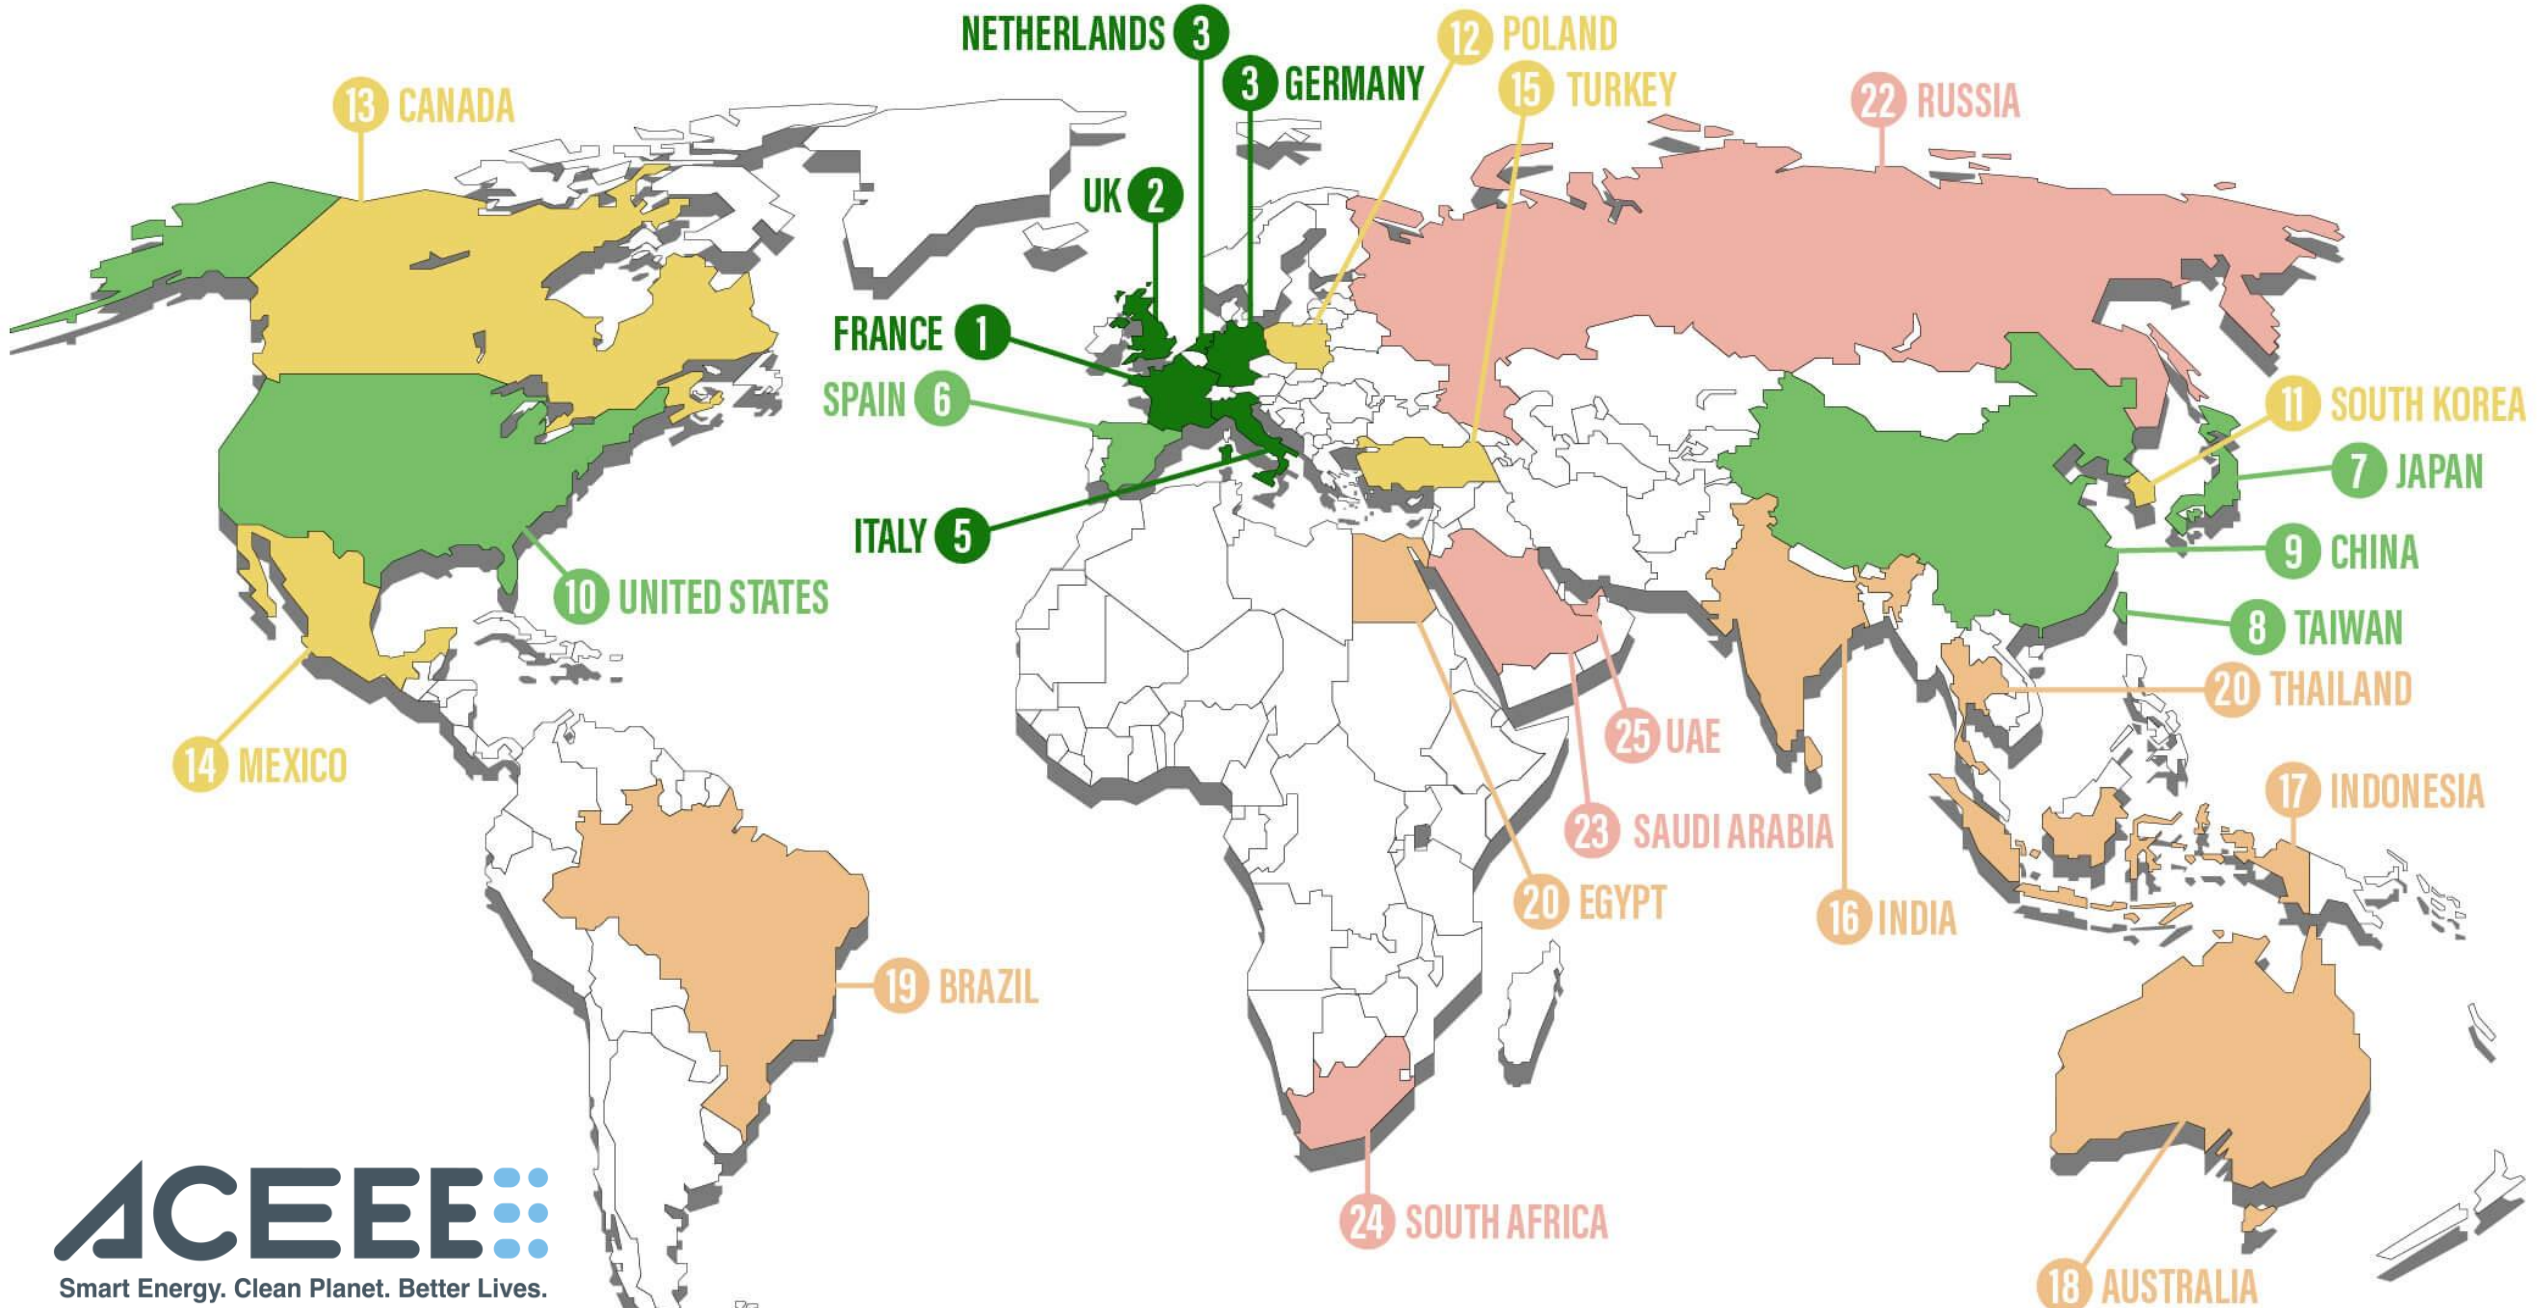 NETHERLANDS 3
12 POLAND
3 GERMANY
15 TURKEY
13 CANADA
22 RUSSIA
UK 2
FRANCE 1
SPAIN 6
11 SOUTH KOREA
7 JAPAN
ITALY 5
9 CHINA
10 UNITED STATES
8 TAIWAN
20 THAILAND
25 UAE
14 MEXICO
17 INDONESIA
23 SAUDI ARABIA
20 EGYPT
16 INDIA
19 BRAZIL
24 SOUTH AFRICA
18 AUSTRALIA
ACEEE
Smart Energy. Clean Planet. Better Lives.